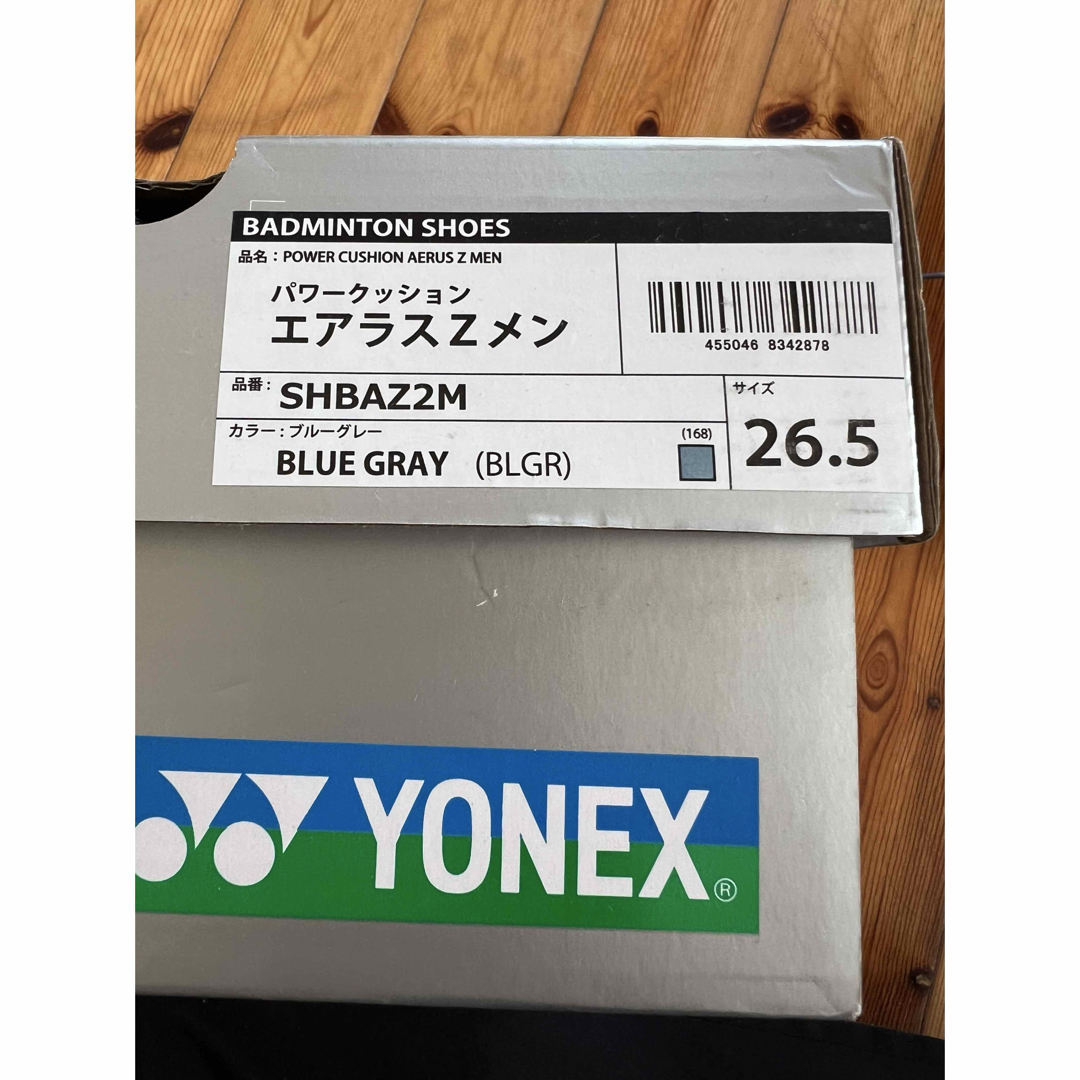 BADMINTON SHOES
品名：POWER CUSHION AERUS Z MEN
パワークッション
エアラスZメン
455046 8342878
品番： SHBAZ2M
サイズ
26.5
カラー：ブルーグレー
(168)
BLUE GRAY (BLGR)
YONEX®